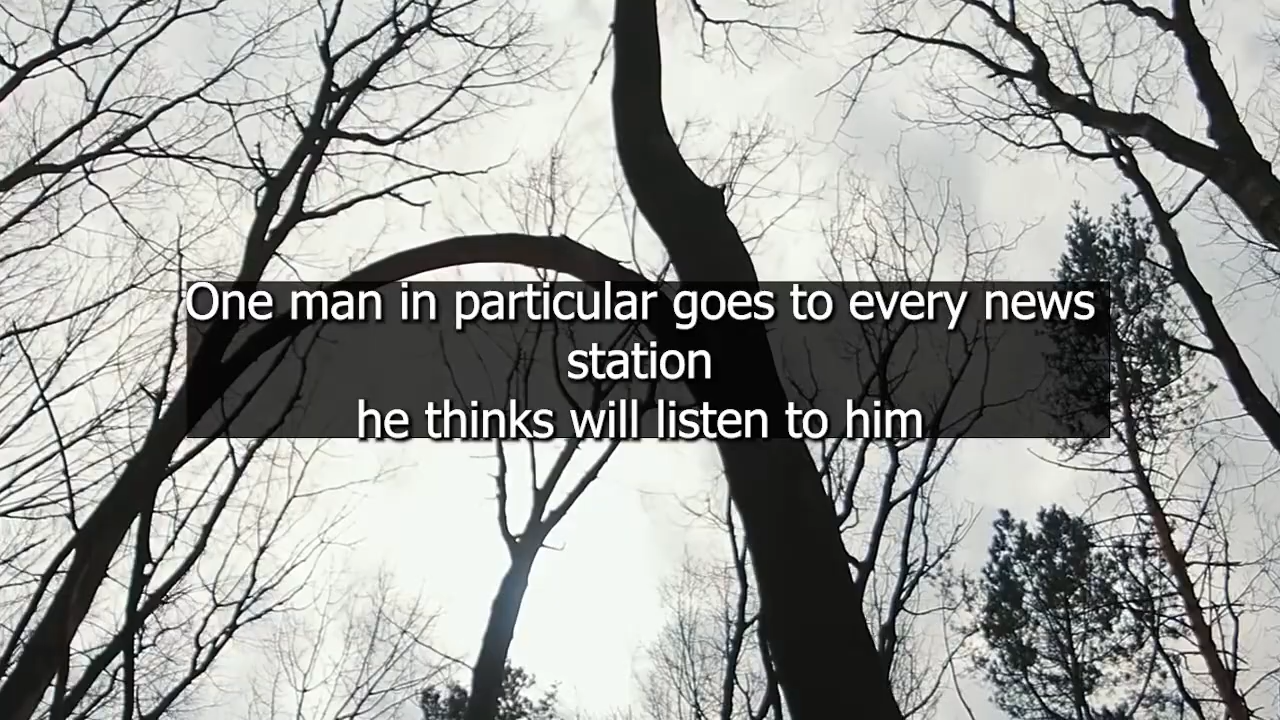 One man in particular goes to every news
station
he thinks will listen to him